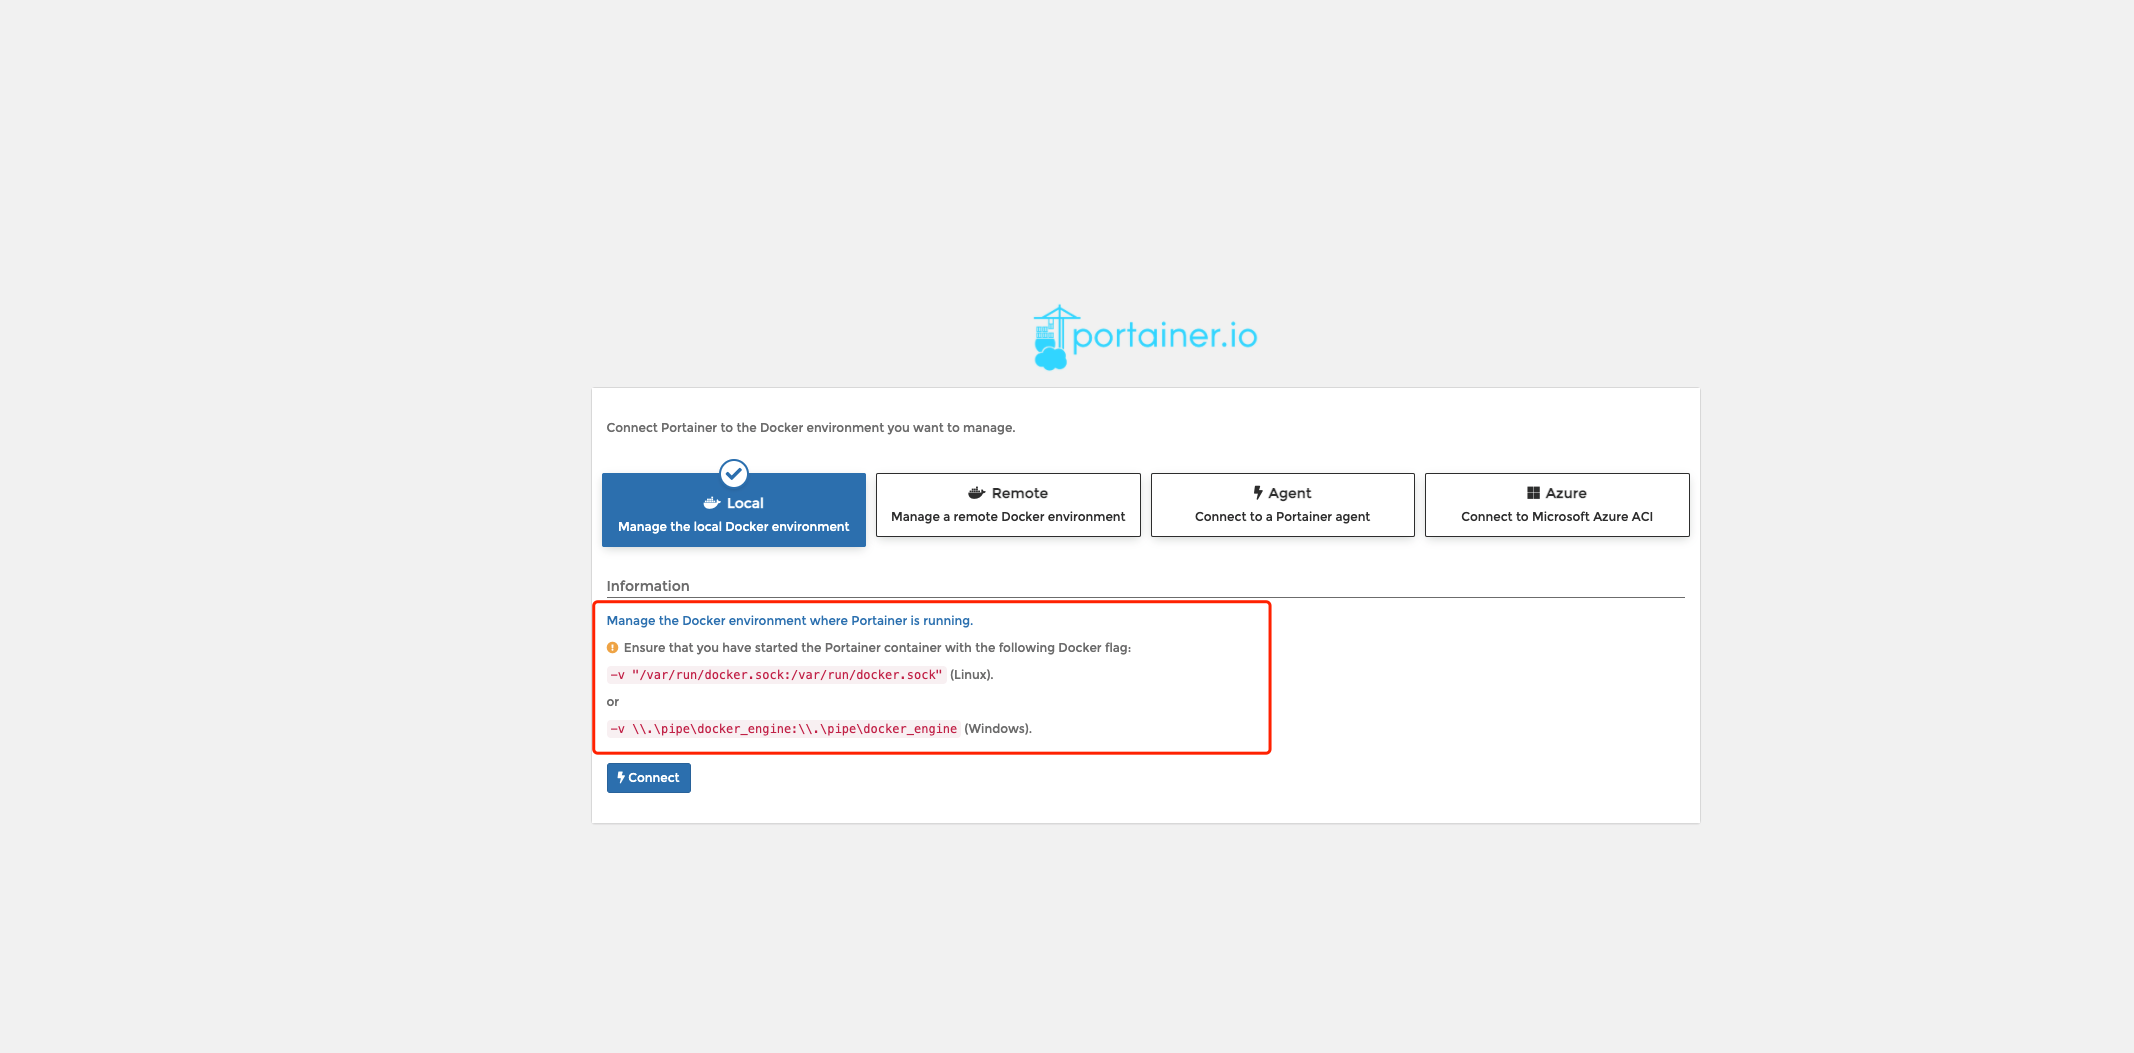 portainer.io
Connect Portainer to the Docker environment you want to manage.
Local
Manage the local Docker environment
Remote
Manage a remote Docker environment
Agent
Connect to a Portainer agent
Azure
Connect to Microsoft Azure ACI
Information
Manage the Docker environment where Portainer is running.
Ensure that you have started the Portainer container with the following Docker flag:
-v "/var/run/docker.sock:/var/run/docker.sock" (Linux).
or
-v \\.\pipe\docker_engine:\\.\pipe\docker_engine (Windows).
Connect